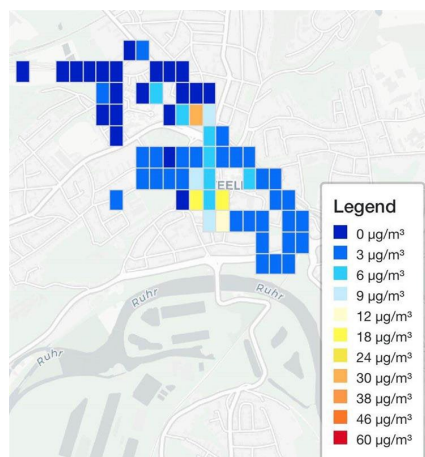 EELI
Legend
0 µg/m³
3 µg/m³
6 µg/m³
9 µg/m³
12 µg/m³
18 µg/m³
24 µg/m³
30 µg/m³
38 µg/m³
46 µg/m³
60 µg/m³
Ruhr
Ruhr
Ruhr